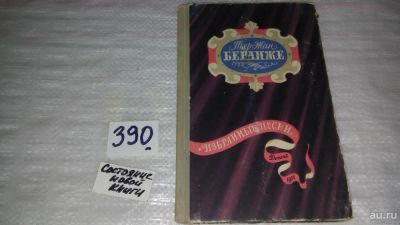 Пьер-Жан
БЕРАНЖЕ
ИЗБРАННЫЕ ПЕСНИ
390
Состояние
новой
книги
au.ru